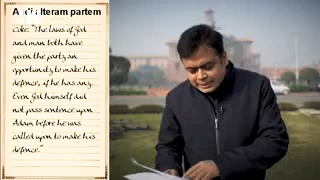 Audi alteram partem
Coke: "The laws of God
and man both have
given the party an
opportunity to make his
defence, if he has any.
Even God himself did
not pass sentence upon
Adam before he was
called upon to make his
defence."